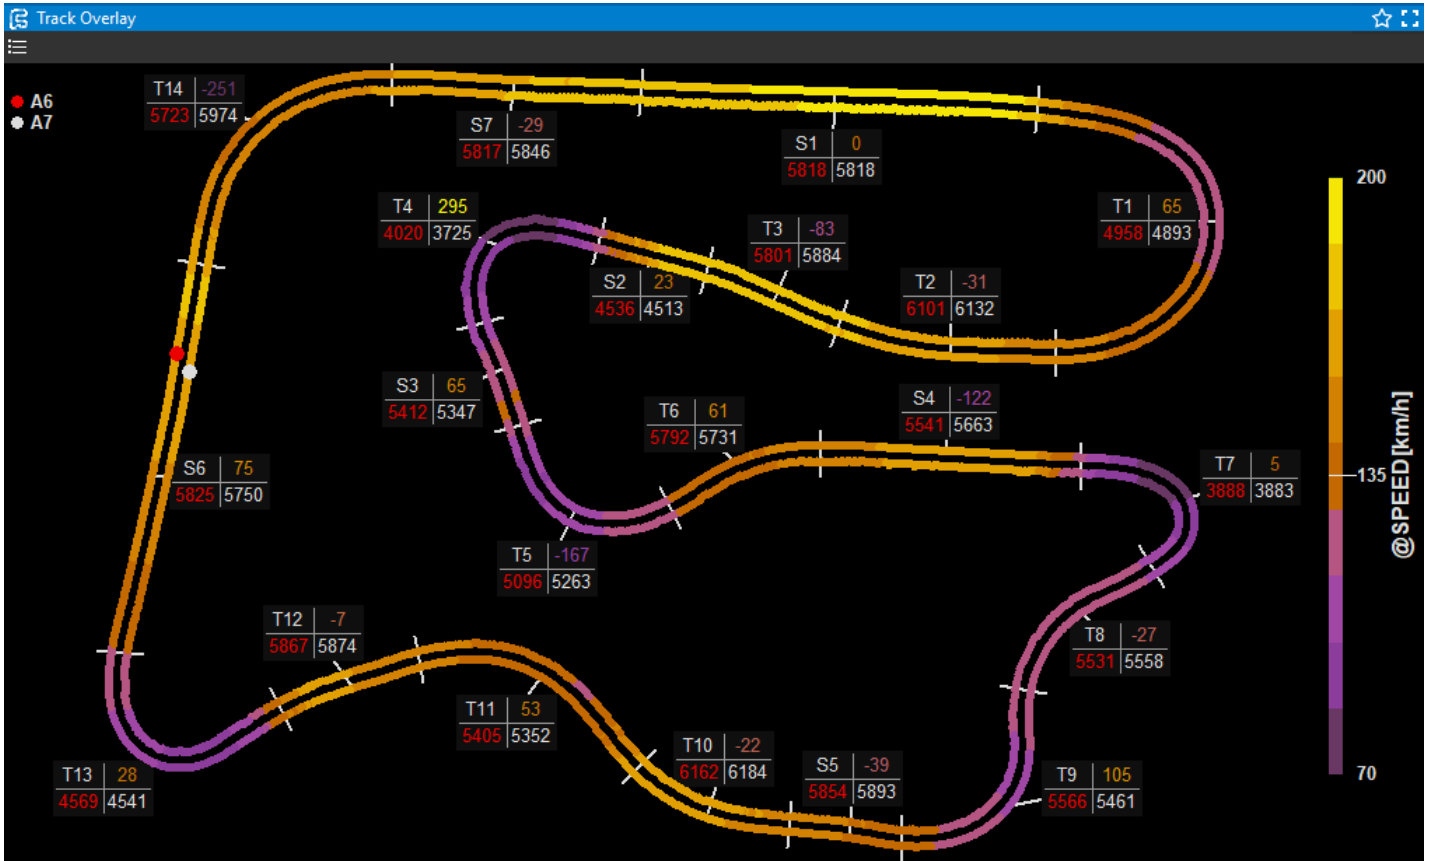 Track Overlay
A6
A7
T14 -251
5723 5974
S7 -29
5817 5846
S1 0
5818 5818
T4 295
4020 3725
T3 -83
5801 5884
T1 65
4958 4893
S2 23
4536 4513
T2 -31
6101 6132
S3 65
5412 5347
T6 61
5792 5731
S4 -122
5541 5663
T7 5
3888 3883
S6 75
5825 5750
T5 -167
5096 5263
T12 -7
5867 5874
T8 -27
5531 5558
T11 53
5405 5352
T10 -22
6162 6184
S5 -39
5854 5893
T9 105
5566 5461
T13 28
4569 4541
200
135
70
@SPEED[km/h]